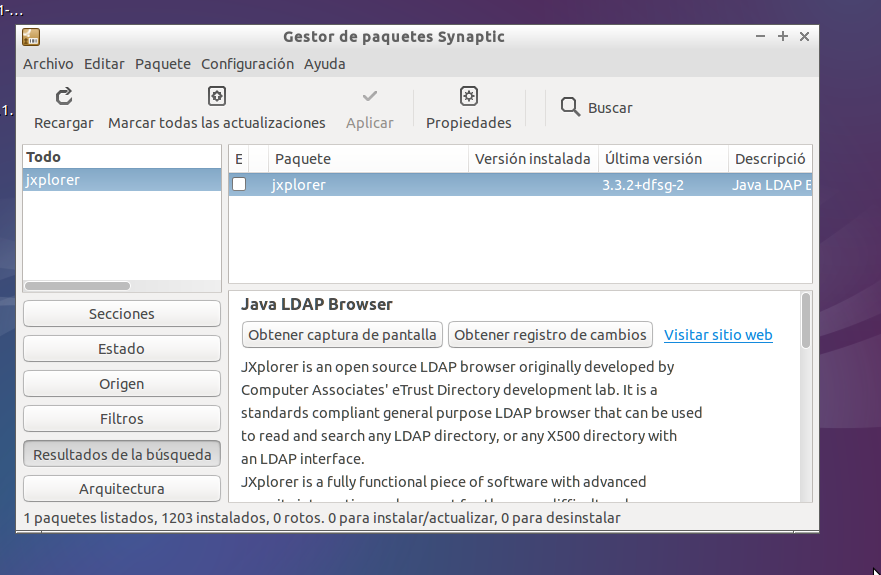 1-...
1.
Gestor de paquetes Synaptic
Archivo Editar Paquete Configuración Ayuda
Recargar Marcar todas las actualizaciones Aplicar Propiedades Buscar
Todo
jxplorer
E Paquete Versión instalada Última versión Descripció
jxplorer 3.3.2+dfsg-2 Java LDAP B
Secciones
Estado
Origen
Filtros
Resultados de la búsqueda
Arquitectura
Java LDAP Browser
Obtener captura de pantalla Obtener registro de cambios Visitar sitio web
JXplorer is an open source LDAP browser originally developed by
Computer Associates' eTrust Directory development lab. It is a
standards compliant general purpose LDAP browser that can be used
to read and search any LDAP directory, or any X500 directory with
an LDAP interface.
JXplorer is a fully functional piece of software with advanced
1 paquetes listados, 1203 instalados, 0 rotos. 0 para instalar/actualizar, 0 para desinstalar